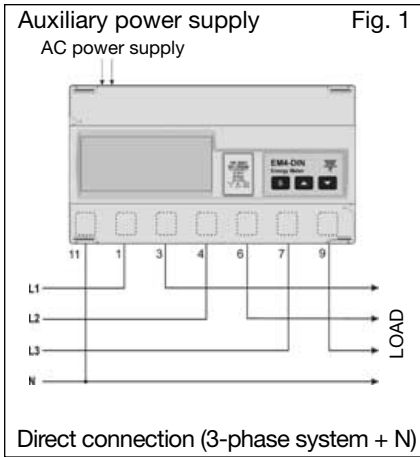 Auxiliary power supply Fig. 1
AC power supply
EM4-DIN
Energy Meter
S
11 1 3 4 6 7 9
L1
L2
L3
N
LOAD
Direct connection (3-phase system + N)